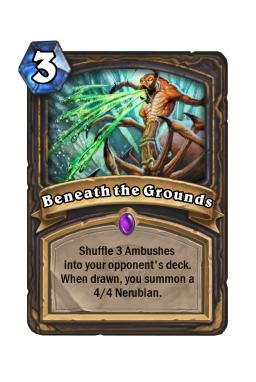 3
Beneath the Grounds
Shuffle 3 Ambushes
into your opponent's deck.
When drawn, you summon a
4/4 Nerubian.